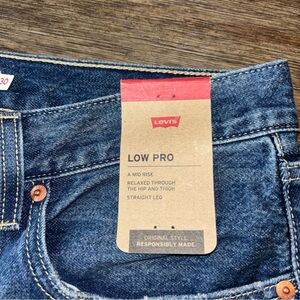 30
LEVI'S
LOW PRO
A MID RISE
RELAXED THROUGH
THE HIP AND THIGH
STRAIGHT LEG
ORIGINAL STYLE
RESPONSIBLY MADE